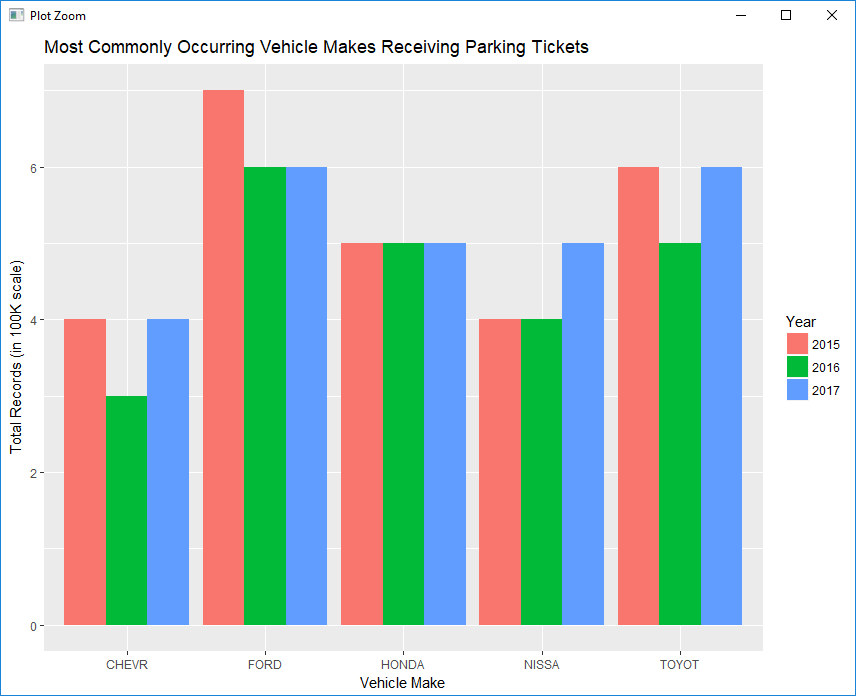 Plot Zoom
Most Commonly Occurring Vehicle Makes Receiving Parking Tickets
Total Records (in 100K scale)
6
4
2
0
CHEVR FORD HONDA NISSA TOYOT
Vehicle Make
Year
2015
2016
2017